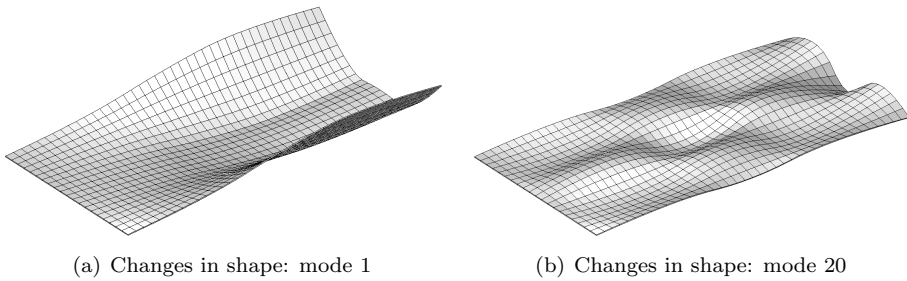 (a) Changes in shape: mode 1
(b) Changes in shape: mode 20